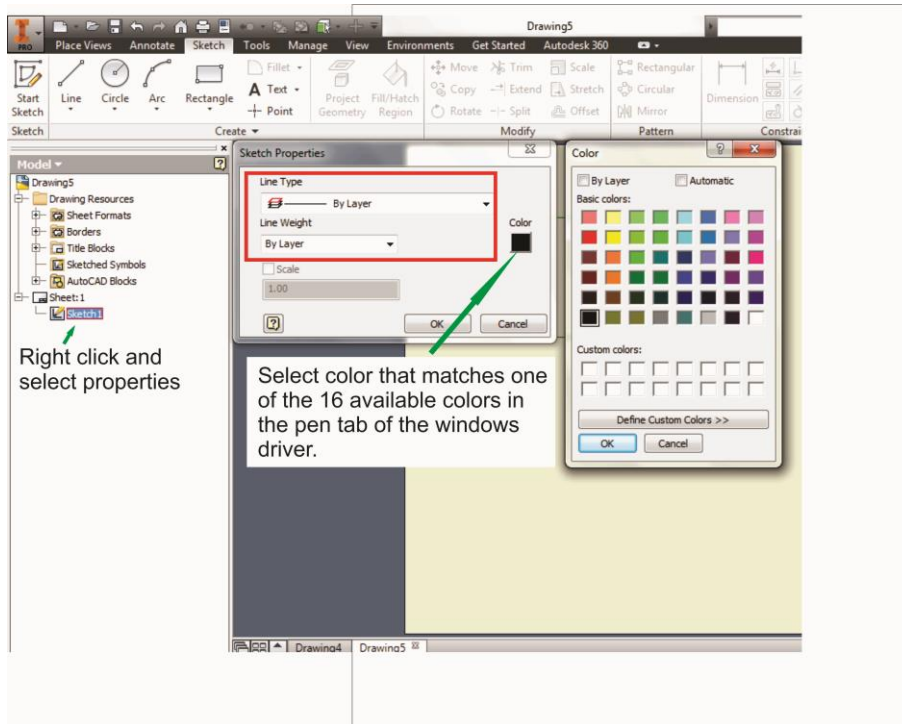 Drawing5
PRO
Place Views Annotate Sketch Tools Manage View Environments Get Started Autodesk 360
Start Sketch
Line
Circle
Arc
Rectangle
Fillet
Text
Point
Project Geometry
Fill/Hatch Region
Move
Copy
Rotate
Trim
Extend
Split
Scale
Stretch
Offset
Rectangular
Circular
Mirror
Dimension
Sketch
Create
Modify
Pattern
Constrai
Model
Drawing5
Drawing Resources
Sheet Formats
Borders
Title Blocks
Sketched Symbols
AutoCAD Blocks
Sheet:1
Sketch1
Right click and
select properties
Sketch Properties
Line Type
By Layer
Line Weight
By Layer
Color
Scale
1.00
OK
Cancel
Select color that matches one
of the 16 available colors in
the pen tab of the windows
driver.
Color
By Layer
Automatic
Basic colors:
Custom colors:
Define Custom Colors >>
OK
Cancel
Drawing4
Drawing5